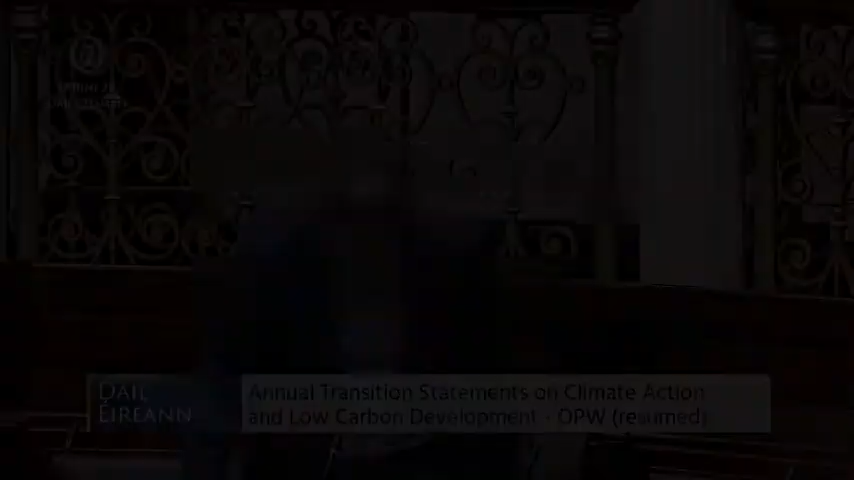 DÁIL
ÉIREANN
Annual Transition Statements on Climate Action
and Low Carbon Development - OPW (resumed)